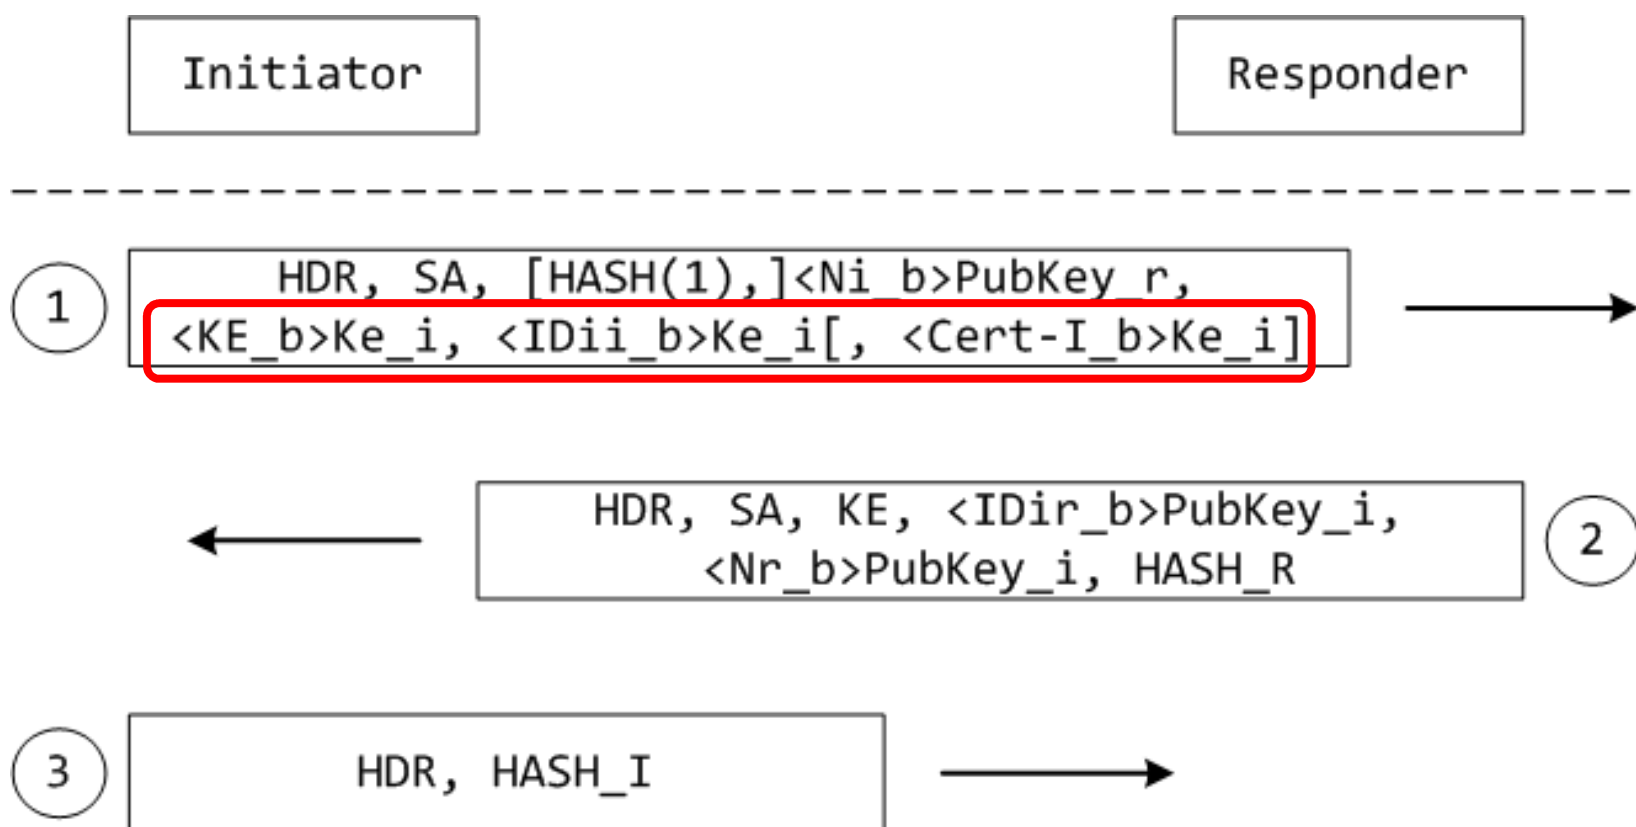 Initiator
Responder
1
HDR, SA, [HASH(1),]<Ni_b>PubKey_r,
<KE_b>Ke_i, <IDii_b>Ke_i[, <Cert-I_b>Ke_i]
HDR, SA, KE, <IDir_b>PubKey_i,
<Nr_b>PubKey_i, HASH_R
2
3
HDR, HASH_I